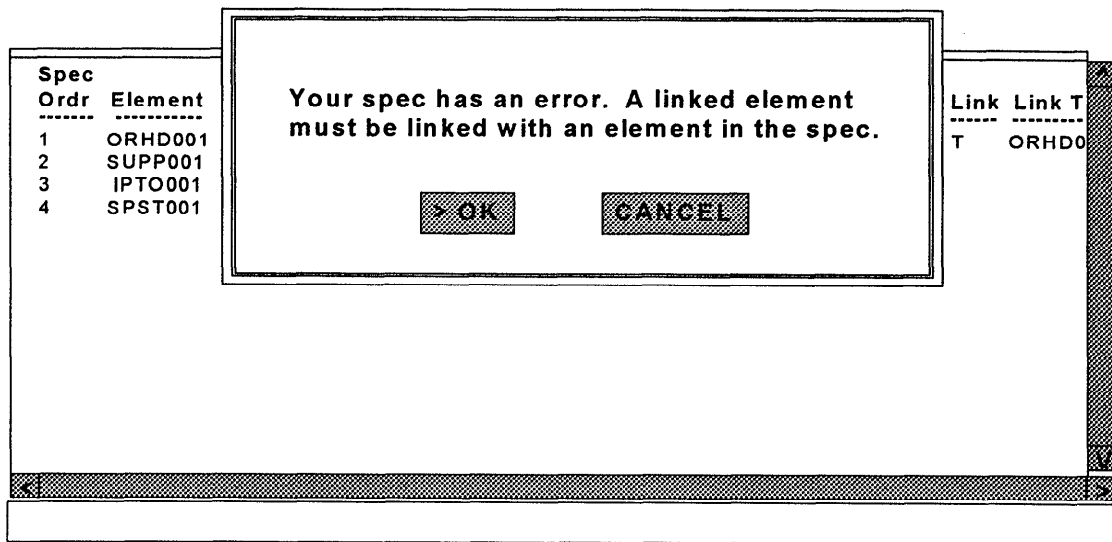 Spec
Ordr Element
Link Link T
1 ORHD001
T ORHD0
2 SUPP001
3 IPTO001
4 SPST001
Your spec has an error. A linked element
must be linked with an element in the spec.
> OK CANCEL